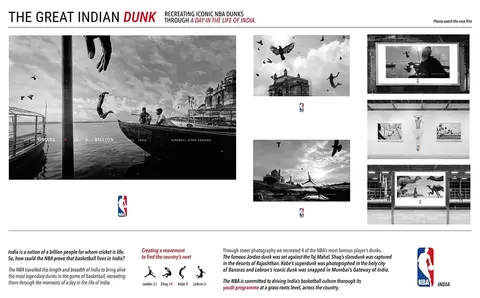 THE GREAT INDIAN DUNK
RECREATING ICONIC NBA DUNKS
THROUGH A DAY IN THE LIFE OF INDIA.
Please watch the case film
BILLION
NBA
India is a nation of a billion people for whom cricket is life.
So, how could the NBA prove that basketball lives in India?
The NBA travelled the length and breadth of India to bring alive
the most legendary dunks in the game of basketball, recreating
them through the moments of a day in the life of India.
Creating a movement
to find the country's next
Jordan 23
Shaq 34
Kobe 8
Lebron 6
Through street photography we recreated 4 of the NBA's most famous player's dunks.
The famous Jordan dunk was set against the Taj Mahal, Shaq's slamdunk was captured
in the deserts of Rajasthan. Kobe's superdunk was photographed in the holy city
of Banaras and Lebron's iconic dunk was snapped in Mumbai's Gateway of India.
The NBA is committed to driving India's basketball culture through its
youth programme at a grass roots level, across the country.
NBA
INDIA